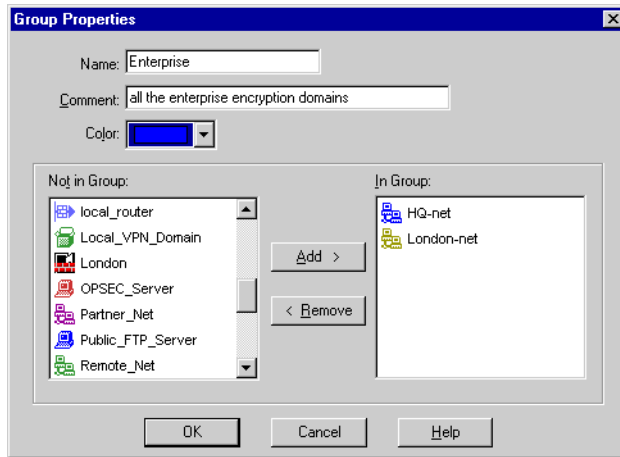 Group Properties
Name: Enterprise
Comment: all the enterprise encryption domains
Color:
Not in Group:
local_router
Local_VPN_Domain
London
OPSEC_Server
Partner_Net
Public_FTP_Server
Remote_Net
Add >
< Remove
In Group:
HQ-net
London-net
OK
Cancel
Help